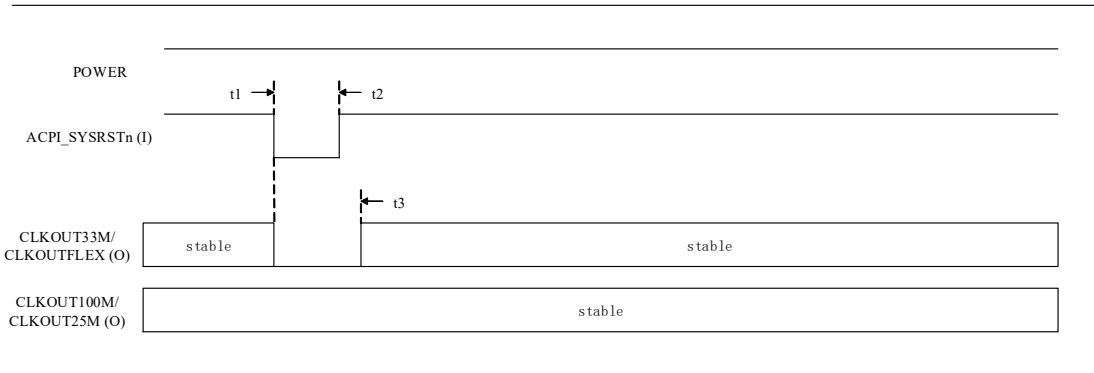 POWER
t1
t2
ACPI_SYSRSTn (I)
t3
CLKOUT33M/
CLKOUTFLEX (O)
stable
stable
CLKOUT100M/
CLKOUT25M (O)
stable